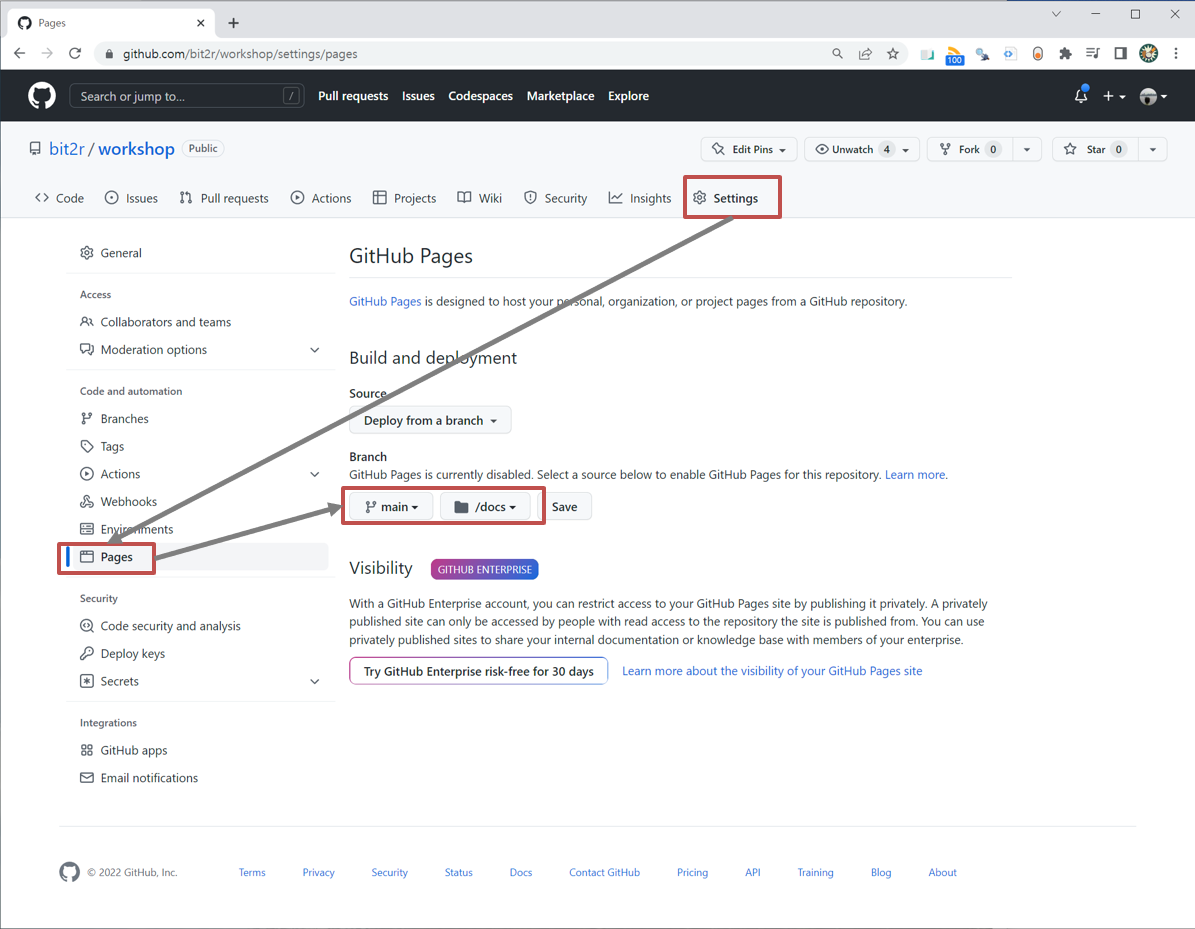 Pages
github.com/bit2r/workshop/settings/pages
100
Search or jump to... /
Pull requests Issues Codespaces Marketplace Explore
bit2r / workshop Public
Edit Pins Unwatch 4 Fork 0 Star 0
Code Issues Pull requests Actions Projects Wiki Security Insights Settings
General
Access
Collaborators and teams
Moderation options
Code and automation
Branches
Tags
Actions
Webhooks
Environments
Pages
Security
Code security and analysis
Deploy keys
Secrets
Integrations
GitHub apps
Email notifications
GitHub Pages
GitHub Pages is designed to host your personal, organization, or project pages from a GitHub repository.
Build and deployment
Source
Deploy from a branch
Branch
GitHub Pages is currently disabled. Select a source below to enable GitHub Pages for this repository. Learn more.
main /docs Save
Visibility GITHUB ENTERPRISE
With a GitHub Enterprise account, you can restrict access to your GitHub Pages site by publishing it privately. A privately
published site can only be accessed by people with read access to the repository the site is published from. You can use
privately published sites to share your internal documentation or knowledge base with members of your enterprise.
Try GitHub Enterprise risk-free for 30 days Learn more about the visibility of your GitHub Pages site
© 2022 GitHub, Inc. Terms Privacy Security Status Docs Contact GitHub Pricing API Training Blog About